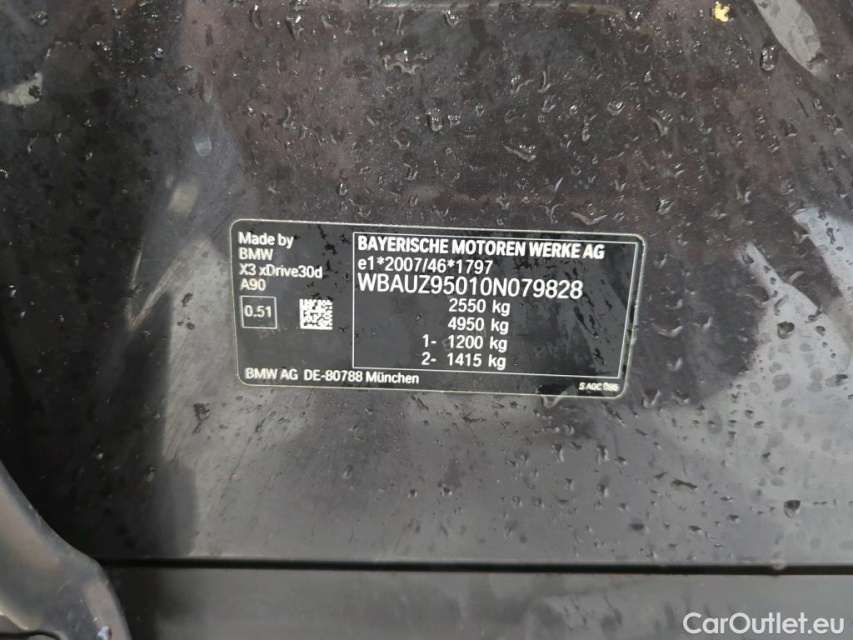 Made by
BMW
X3 xDrive30d
A90
0.51
BAYERISCHE MOTOREN WERKE AG
e1*2007/46*1797
WBAUZ95010N079828
2550 kg
4950 kg
1- 1200 kg
2- 1415 kg
BMW AG DE-80788 München
CarOutlet.eu